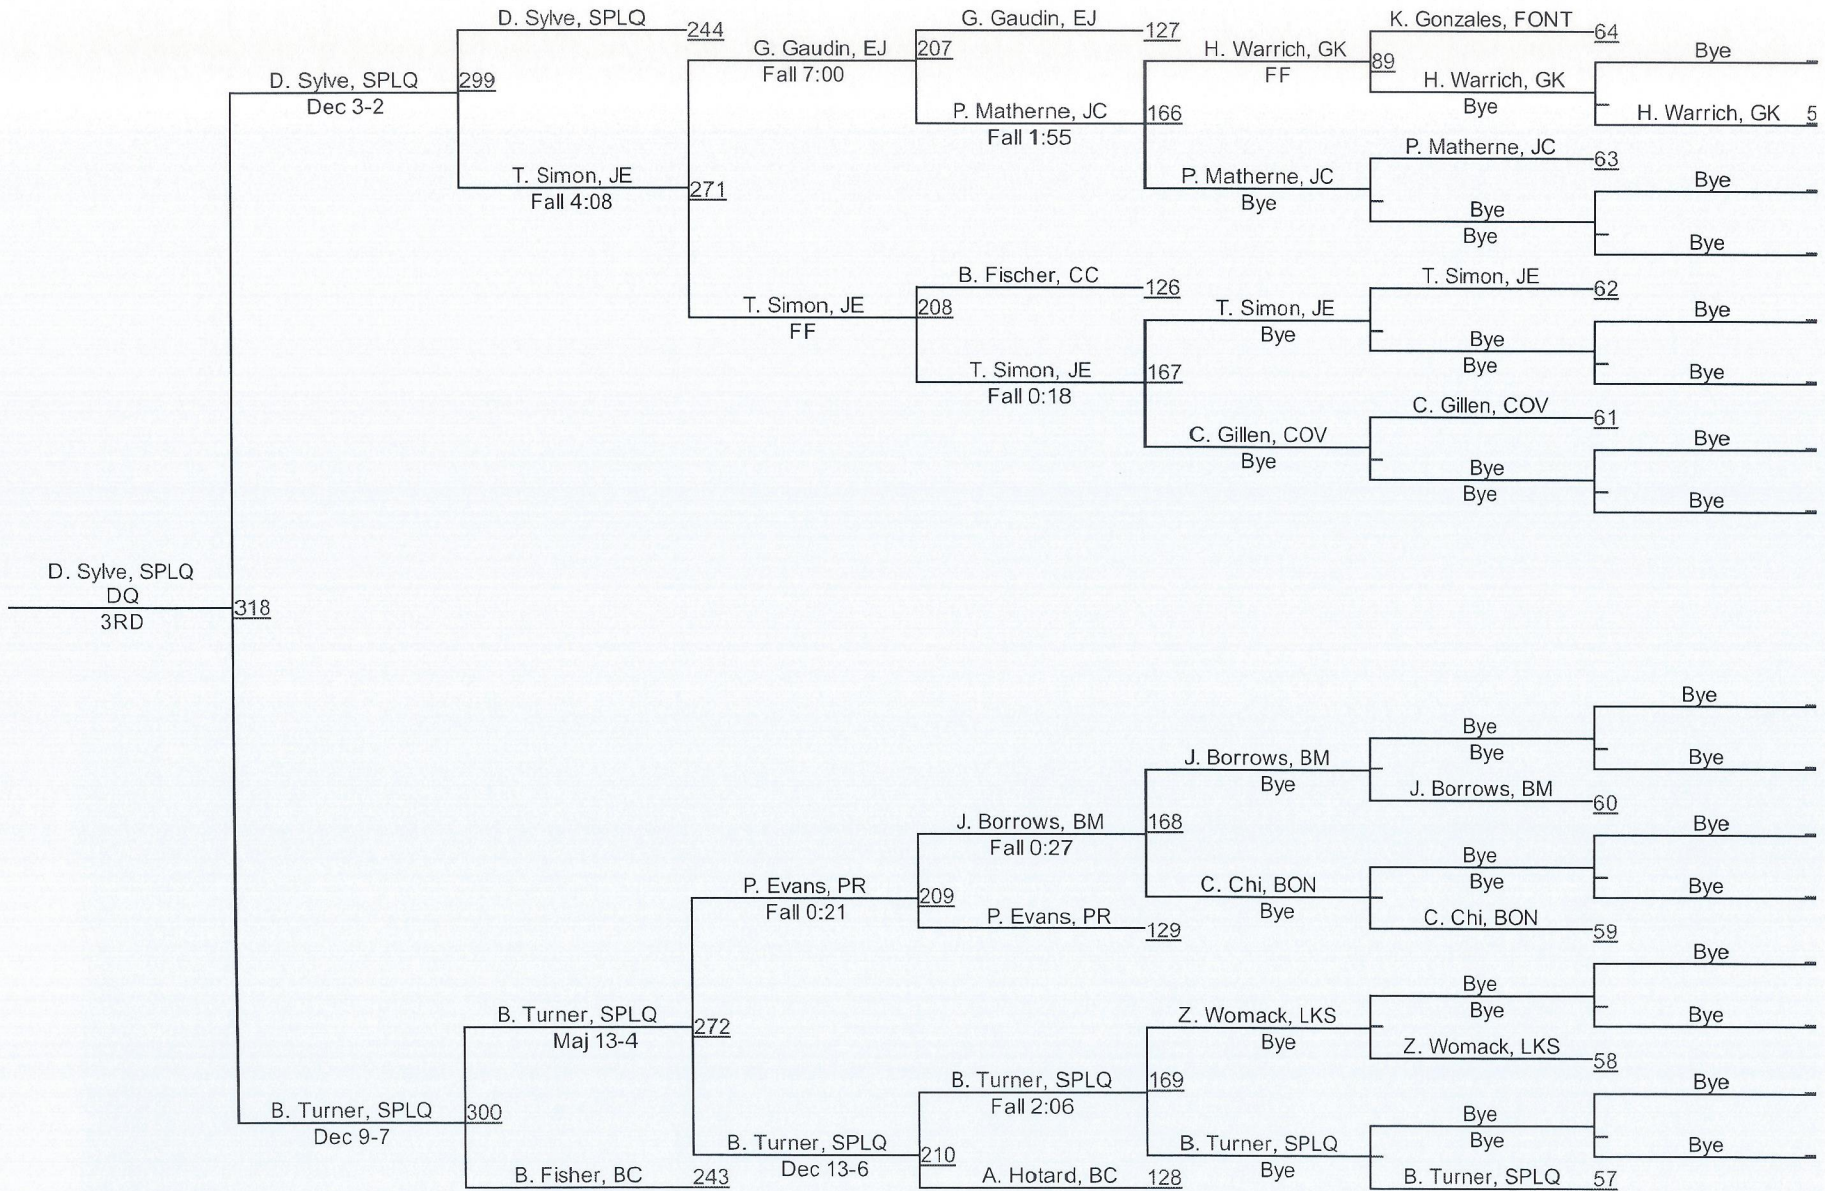 D. Sylve, SPLQ
244
G. Gaudin, EJ
127
K. Gonzales, FONT
64
G. Gaudin, EJ
207
Fall 7:00
H. Warrich, GK
FF
89
Bye
D. Sylve, SPLQ
299
Dec 3-2
H. Warrich, GK
Bye
P. Matherne, JC
166
Fall 1:55
H. Warrich, GK 5
P. Matherne, JC
63
T. Simon, JE
271
Fall 4:08
P. Matherne, JC
Bye
Bye
Bye
Bye
Bye
B. Fischer, CC
126
T. Simon, JE
62
T. Simon, JE
208
FF
T. Simon, JE
Bye
Bye
Bye
Bye
T. Simon, JE
167
Fall 0:18
Bye
C. Gillen, COV
61
C. Gillen, COV
Bye
Bye
Bye
Bye
Bye
D. Sylve, SPLQ
DQ
318
3RD
Bye
Bye
Bye
J. Borrows, BM
Bye
Bye
J. Borrows, BM
60
J. Borrows, BM
168
Fall 0:27
Bye
Bye
Bye
P. Evans, PR
209
Fall 0:21
C. Chi, BON
Bye
Bye
P. Evans, PR
129
C. Chi, BON
59
Bye
Bye
Bye
B. Turner, SPLQ
272
Maj 13-4
Z. Womack, LKS
Bye
Bye
Z. Womack, LKS
58
B. Turner, SPLQ
169
Fall 2:06
Bye
B. Turner, SPLQ
300
Dec 9-7
Bye
Bye
B. Turner, SPLQ
210
Dec 13-6
B. Turner, SPLQ
Bye
Bye
B. Fisher, BC
243
A. Hotard, BC
128
B. Turner, SPLQ
57